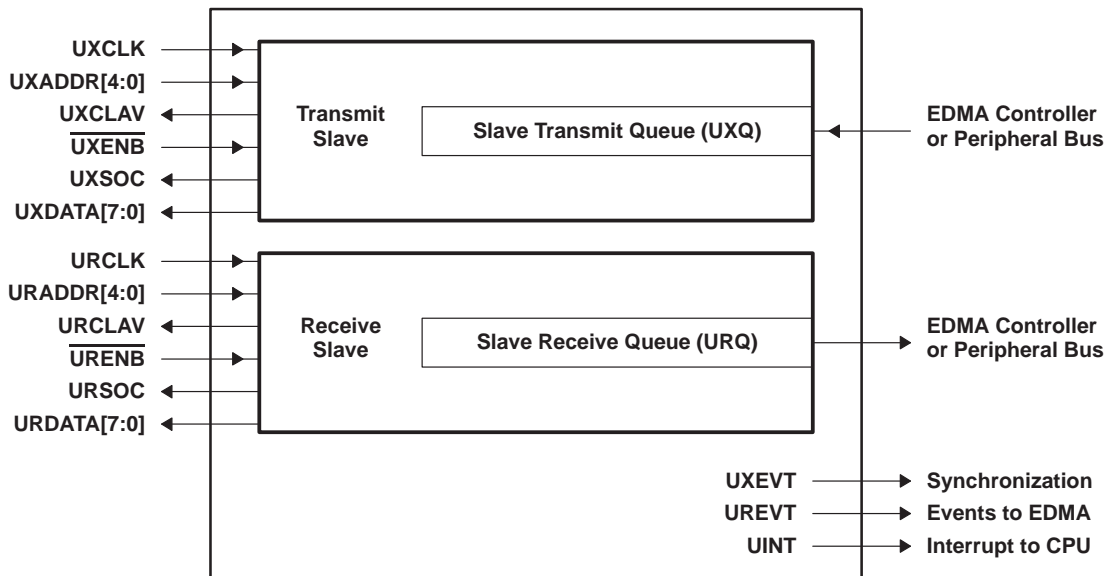 UXCLK
UXADDR[4:0]
UXCLAV
UXENB
UXSOC
UXDATA[7:0]
Transmit
Slave
Slave Transmit Queue (UXQ)
EDMA Controller
or Peripheral Bus
URCLK
URADDR[4:0]
URCLAV
URENB
URSOC
URDATA[7:0]
Receive
Slave
Slave Receive Queue (URQ)
EDMA Controller
or Peripheral Bus
UXEVT
Synchronization
UREVT
Events to EDMA
UINT
Interrupt to CPU